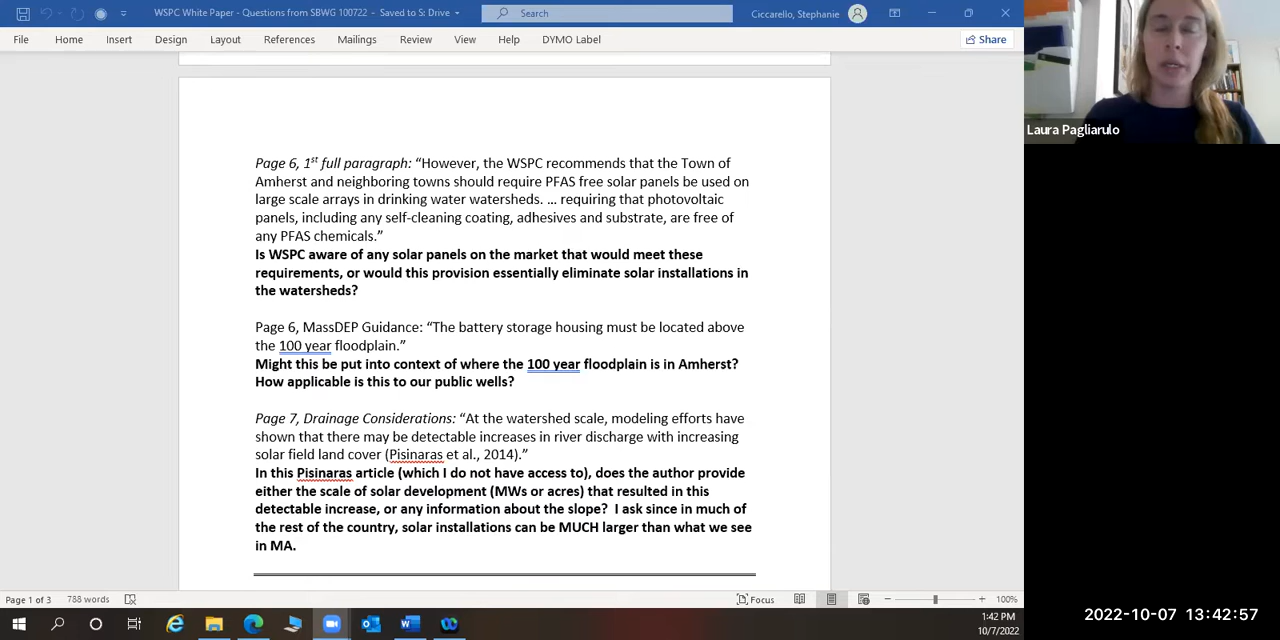 WSPC White Paper - Questions from SBWG 100722 - Saved to S: Drive
Search
Ciccarello, Stephanie
File Home Insert Design Layout References Mailings Review View Help DYMO Label Share
Laura Pagliarulo
Page 6, 1st full paragraph: “However, the WSPC recommends that the Town of
Amherst and neighboring towns should require PFAS free solar panels be used on
large scale arrays in drinking water watersheds. … requiring that photovoltaic
panels, including any self-cleaning coating, adhesives and substrate, are free of
any PFAS chemicals.”
Is WSPC aware of any solar panels on the market that would meet these
requirements, or would this provision essentially eliminate solar installations in
the watersheds?
Page 6, MassDEP Guidance: “The battery storage housing must be located above
the 100 year floodplain.”
Might this be put into context of where the 100 year floodplain is in Amherst?
How applicable is this to our public wells?
Page 7, Drainage Considerations: “At the watershed scale, modeling efforts have
shown that there may be detectable increases in river discharge with increasing
solar field land cover (Pisinaras et al., 2014).”
In this Pisinaras article (which I do not have access to), does the author provide
either the scale of solar development (MWs or acres) that resulted in this
detectable increase, or any information about the slope?  I ask since in much of
the rest of the country, solar installations can be MUCH larger than what we see
in MA.
Page 1 of 3 788 words Focus 100%
1:42 PM
10/7/2022
2022-10-07 13:42:57